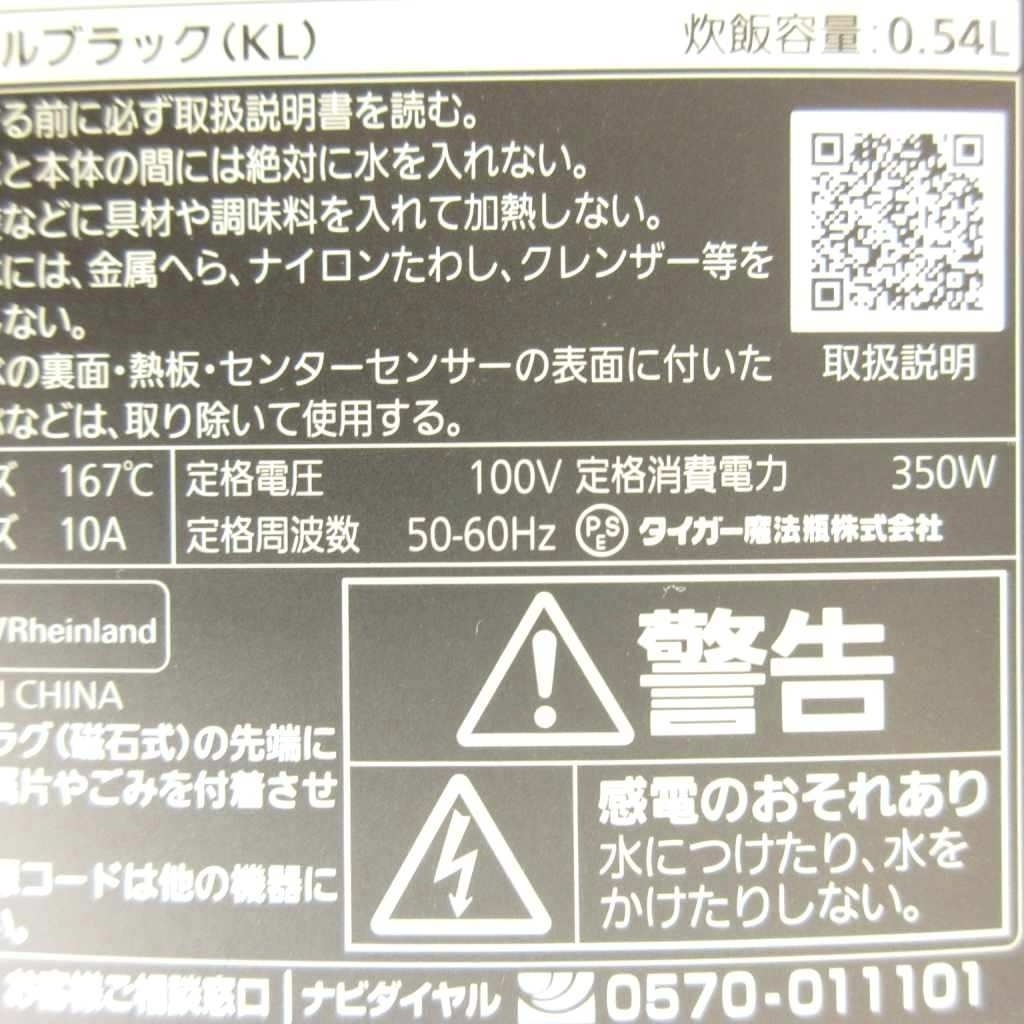 ルブラック(KL) 炊飯容量:0.54L
る前に必ず取扱説明書を読む。
と本体の間には絶対に水を入れない。
などに具材や調味料を入れて加熱しない。
には、金属へら、ナイロンたわし、クレンザー等を
ない。
の裏面・熱板・センターセンサーの表面に付いた
などは、取り除いて使用する。
取扱説明
ズ 167℃ 定格電圧 100V 定格消費電力 350W
ズ 10A 定格周波数 50-60Hz PSE タイガー魔法瓶株式会社
Rheinland
CHINA
ラグ(磁石式)の先端に
片やごみを付着させ
コードは他の機器に
い。
警告
感電のおそれあり
水につけたり、水を
かけたりしない。
お客様ご相談窓口 ナビダイヤル 0570-011101